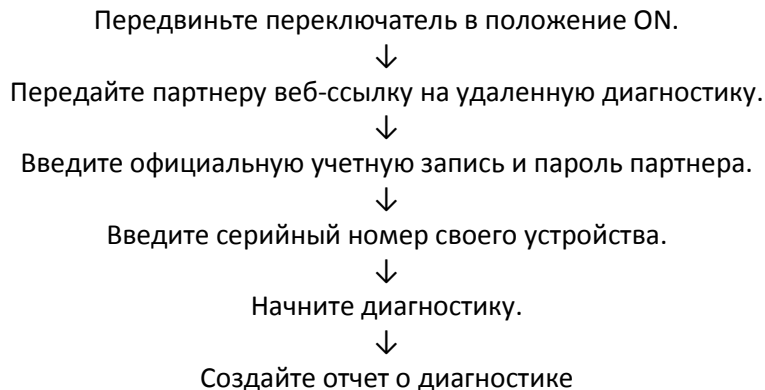 Передвиньте переключатель в положение ON.
↓
Передайте партнеру веб-ссылку на удаленную диагностику.
↓
Введите официальную учетную запись и пароль партнера.
↓
Введите серийный номер своего устройства.
↓
Начните диагностику.
↓
Создайте отчет о диагностике